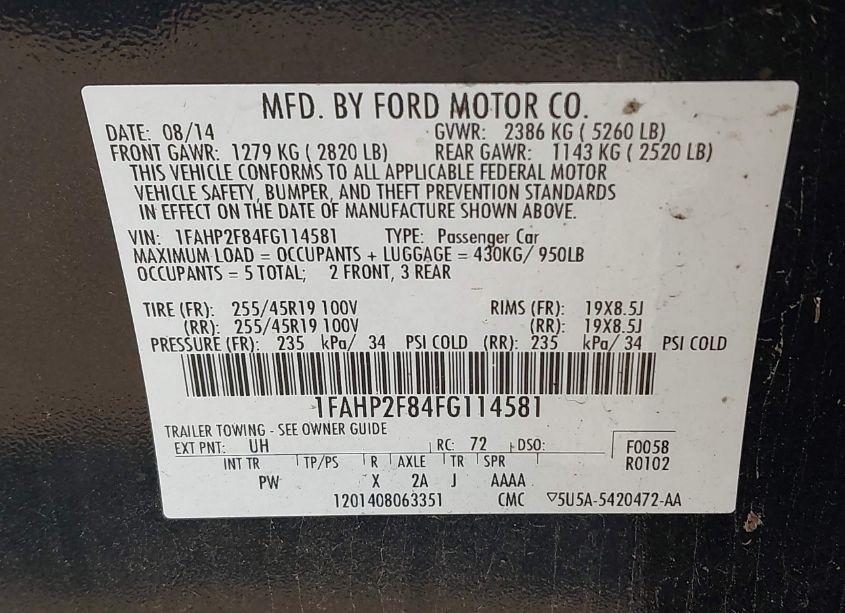 MFD. BY FORD MOTOR CO.
DATE: 08/14 GVWR: 2386 KG ( 5260 LB)
FRONT GAWR: 1279 KG ( 2820 LB) REAR GAWR: 1143 KG ( 2520 LB)
THIS VEHICLE CONFORMS TO ALL APPLICABLE FEDERAL MOTOR
VEHICLE SAFETY, BUMPER, AND THEFT PREVENTION STANDARDS
IN EFFECT ON THE DATE OF MANUFACTURE SHOWN ABOVE.
VIN: 1FAHP2F84FG114581 TYPE: Passenger Car
MAXIMUM LOAD = OCCUPANTS + LUGGAGE = 430KG/ 950LB
OCCUPANTS = 5 TOTAL; 2 FRONT, 3 REAR
TIRE (FR): 255/45R19 100V RIMS (FR): 19X8.5J
(RR): 255/45R19 100V (RR): 19X8.5J
PRESSURE (FR): 235 kPa/ 34 PSI COLD (RR): 235 kPa/ 34 PSI COLD
1FAHP2F84FG114581
TRAILER TOWING - SEE OWNER GUIDE
EXT PNT: UH RC: 72 DSO: F0058
R0102
INT TR TP/PS R AXLE TR SPR
PW X 2A J AAAA
1201408063351 CMC ▽5U5A-5420472-AA